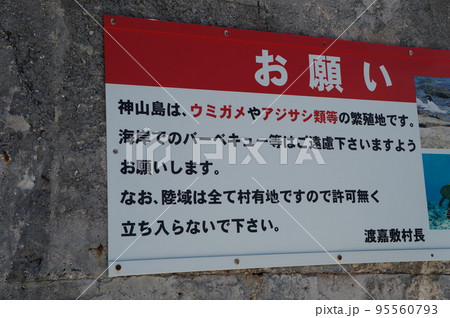 お願い
神山島は、ウミガメやアジサシ類等の繁殖地です。
海岸でのバーベキュー等はご遠慮下さいますよう
お願いします。
なお、陸域は全て村有地ですので許可無く
立ち入らないで下さい。
渡嘉敷村長
PIXTA
pixta.jp - 95560793